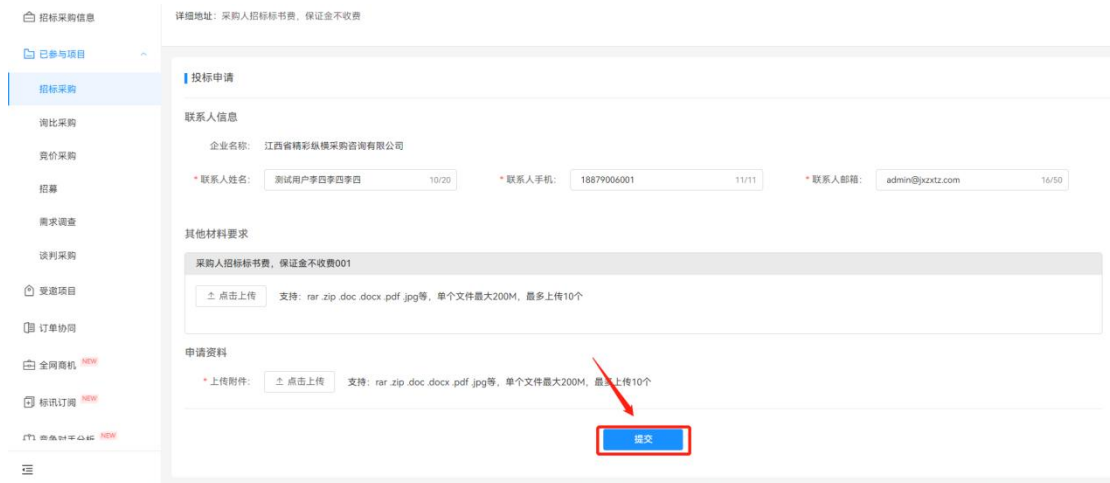 招标采购信息
详细地址：采购人招标标书费，保证金不收费
已参与项目
招标采购
询比采购
竞价采购
招募
需求调查
谈判采购
受邀项目
订单协同
全网商机 NEW
标讯订阅 NEW
竞争对手分析 NEW
投标申请
联系人信息
企业名称： 江西省精彩纵横采购咨询有限公司
* 联系人姓名： 测试用户李四李四李四 10/20 * 联系人手机： 18879006001 11/11 * 联系人邮箱： admin@jxzxtz.com 16/50
其他材料要求
采购人招标标书费，保证金不收费001
点击上传 支持：rar .zip .doc .docx .pdf .jpg等，单个文件最大200M，最多上传10个
申请资料
* 上传附件： 点击上传 支持：rar .zip .doc .docx .pdf .jpg等，单个文件最大200M，最多上传10个
提交